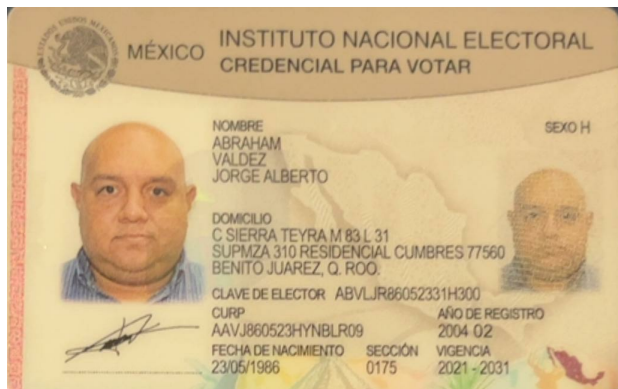 MÉXICO INSTITUTO NACIONAL ELECTORAL
CREDENCIAL PARA VOTAR
NOMBRE SEXO H
ABRAHAM
VALDEZ
JORGE ALBERTO
DOMICILIO
C SIERRA TEYRA M 83 L 31
SUPMZA 310 RESIDENCIAL CUMBRES 77560
BENITO JUAREZ, Q. ROO.
CLAVE DE ELECTOR ABVLJR86052331H300
CURP AÑO DE REGISTRO
AAVJ860523HYNBLR09 2004 02
FECHA DE NACIMIENTO SECCIÓN VIGENCIA
23/05/1986 0175 2021 - 2031